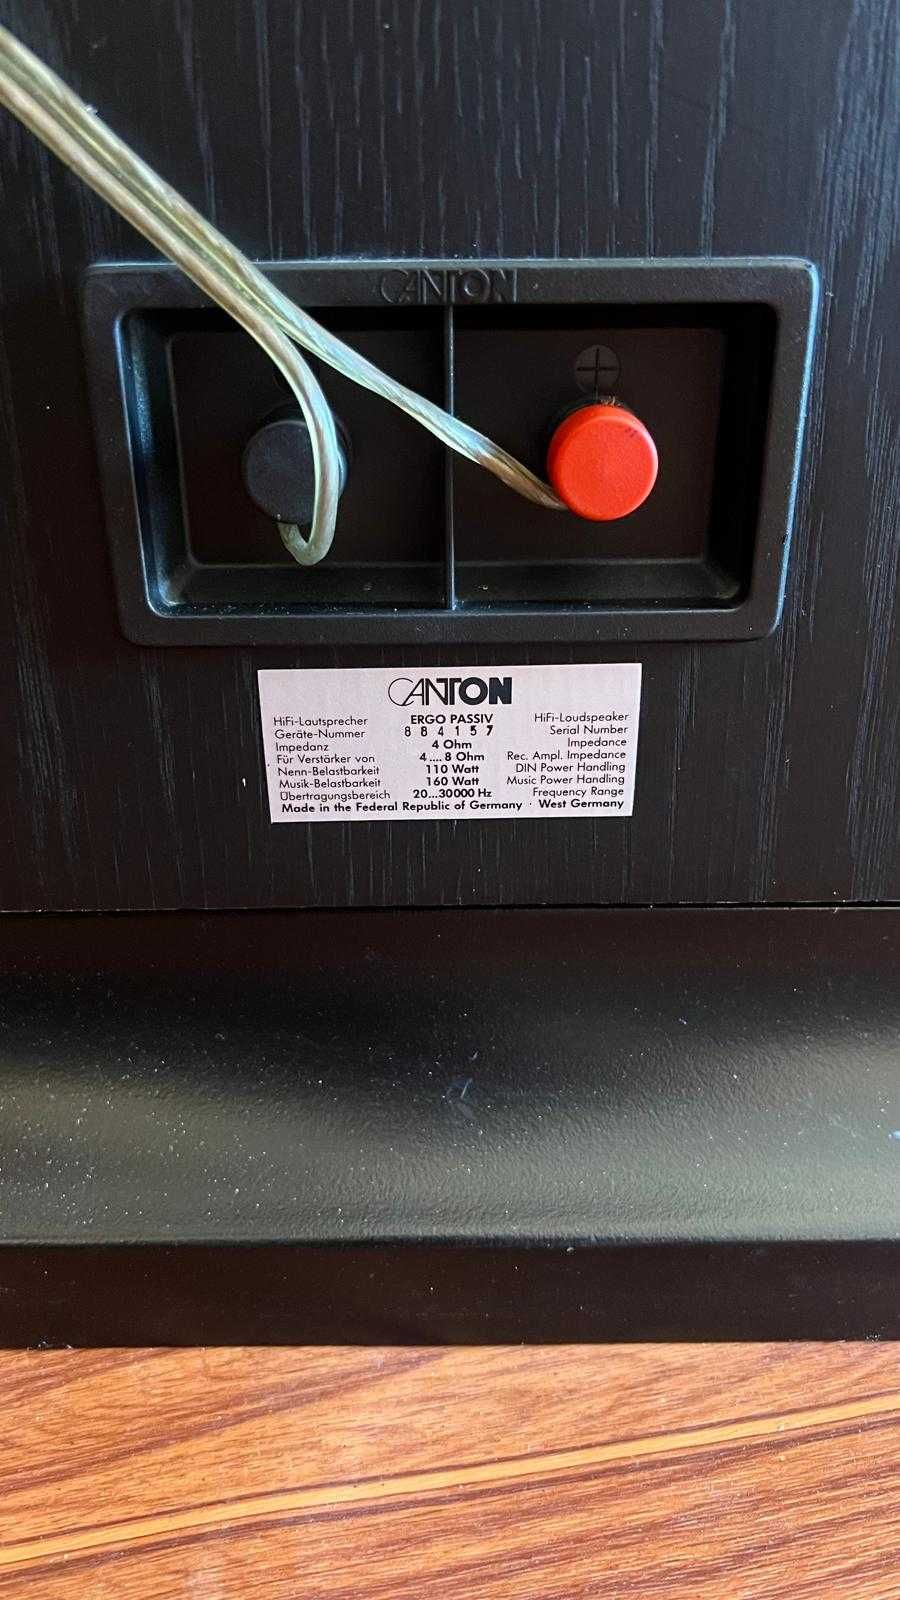 CANTON
+
CANTON
HiFi-Lautsprecher ERGO PASSIV HiFi-Loudspeaker
Geräte-Nummer 884157 Serial Number
Impedanz 4 Ohm Impedance
Für Verstärker von 4....8 Ohm Rec. Ampl. Impedance
Nenn-Belastbarkeit 110 Watt DIN Power Handling
Musik-Belastbarkeit 160 Watt Music Power Handling
Übertragungsbereich 20...30000 Hz Frequency Range
Made in the Federal Republic of Germany · West Germany